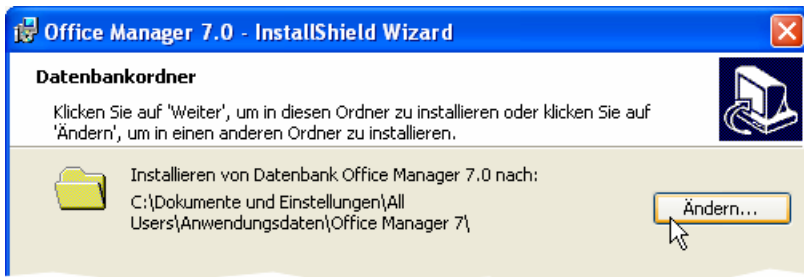 Office Manager 7.0 - InstallShield Wizard
Datenbankordner
Klicken Sie auf 'Weiter', um in diesen Ordner zu installieren oder klicken Sie auf
'Ändern', um in einen anderen Ordner zu installieren.
Installieren von Datenbank Office Manager 7.0 nach:
C:\Dokumente und Einstellungen\All
Users\Anwendungsdaten\Office Manager 7\
Ändern...